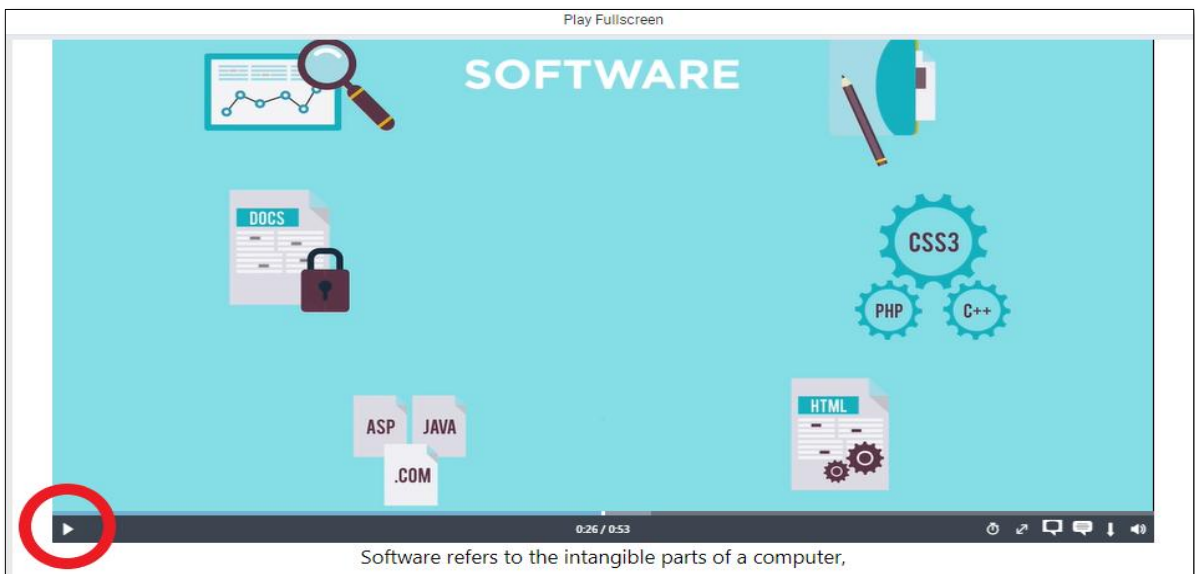 Play Fullscreen
SOFTWARE
DOCS
CSS3
PHP
C++
ASP
JAVA
.COM
HTML
0:26 / 0:53
Software refers to the intangible parts of a computer,